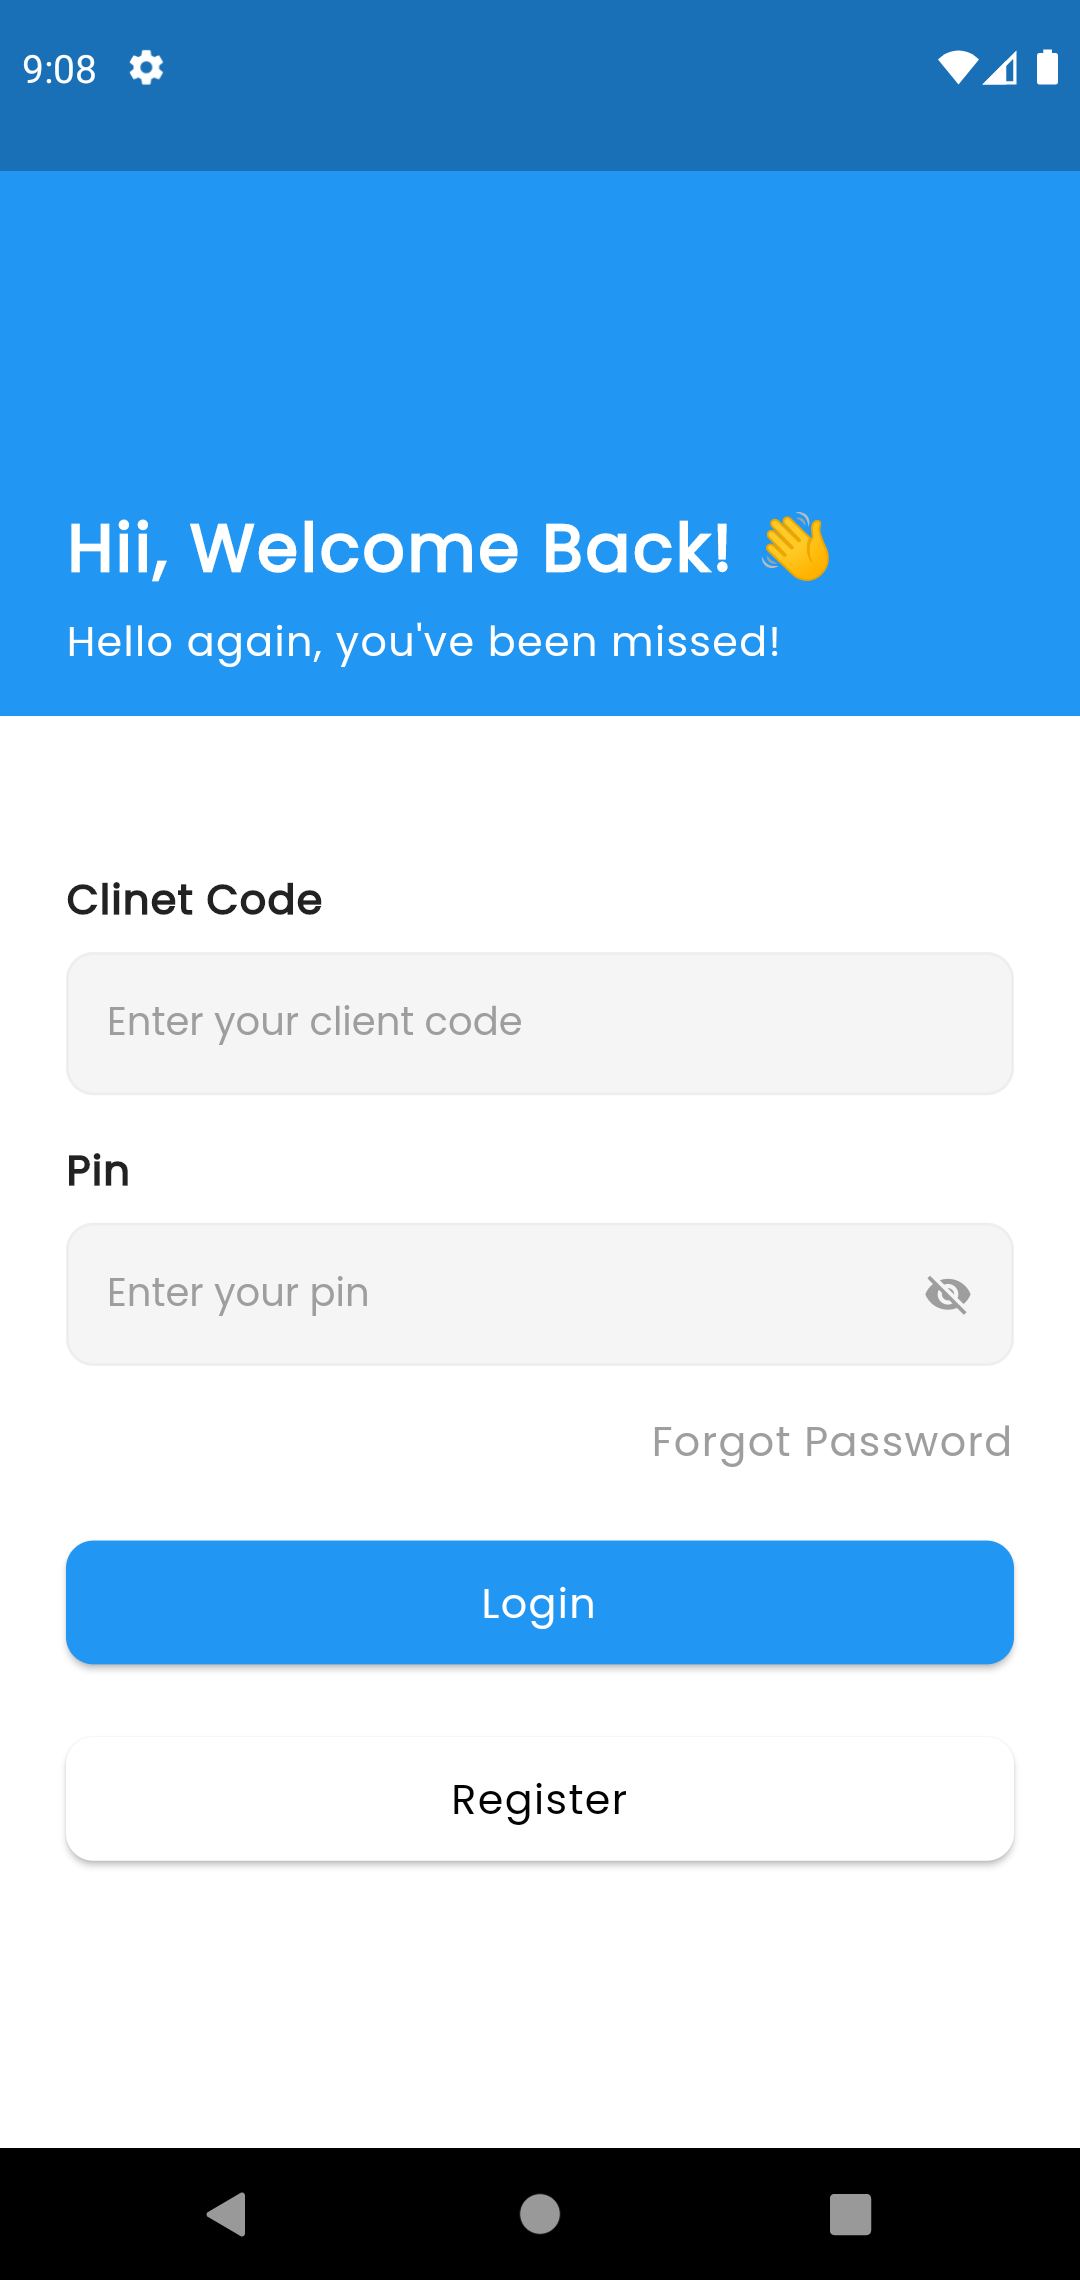 9:08
Hii, Welcome Back! 👋
Hello again, you've been missed!
Clinet Code
Enter your client code
Pin
Enter your pin
Forgot Password
Login
Register